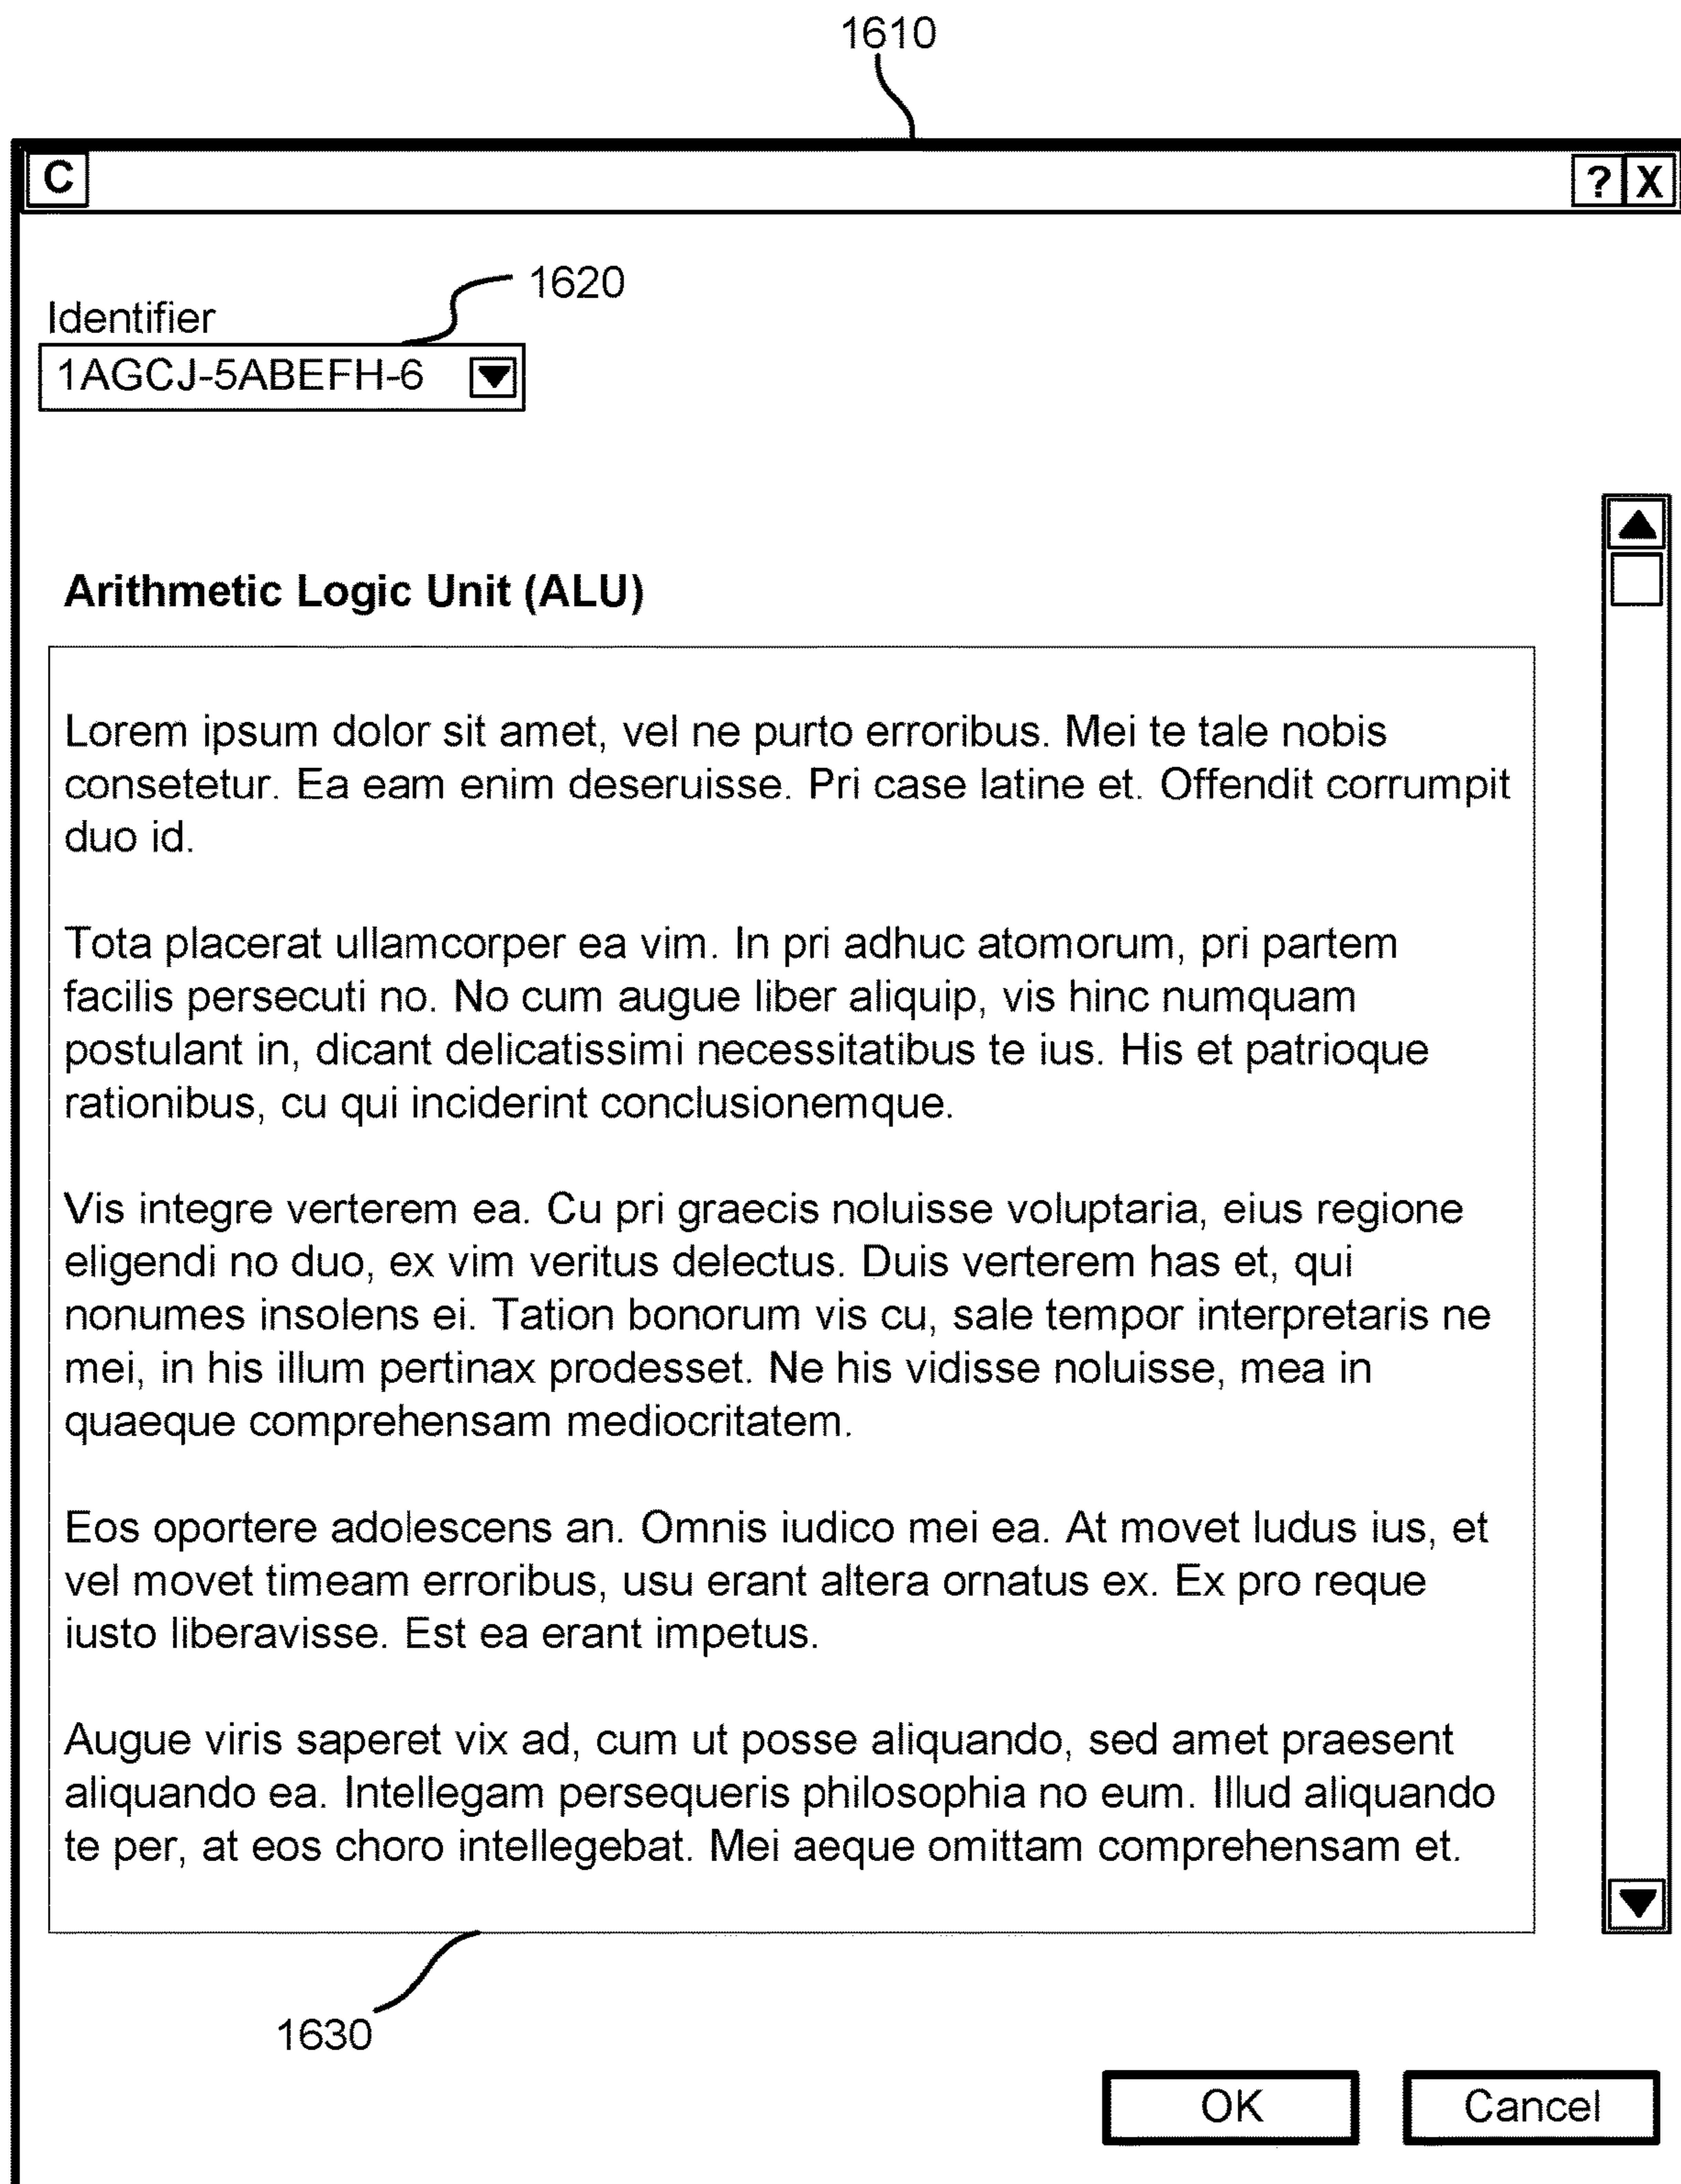 1610
C
? X
1620
Identifier
1AGCJ-5ABEFH-6
Arithmetic Logic Unit (ALU)
Lorem ipsum dolor sit amet, vel ne purto erroribus. Mei te tale nobis
consetetur. Ea eam enim deseruisse. Pri case latine et. Offendit corrumpit
duo id.
Tota placerat ullamcorper ea vim. In pri adhuc atomorum, pri partem
facilis persecuti no. No cum augue liber aliquip, vis hinc numquam
postulant in, dicant delicatissimi necessitatibus te ius. His et patrioque
rationibus, cu qui inciderint conclusionemque.
Vis integre verterem ea. Cu pri graecis noluisse voluptaria, eius regione
eligendi no duo, ex vim veritus delectus. Duis verterem has et, qui
nonumes insolens ei. Tation bonorum vis cu, sale tempor interpretaris ne
mei, in his illum pertinax prodesset. Ne his vidisse noluisse, mea in
quaeque comprehensam mediocritatem.
Eos oportere adolescens an. Omnis iudico mei ea. At movet ludus ius, et
vel movet timeam erroribus, usu erant altera ornatus ex. Ex pro reque
iusto liberavisse. Est ea erant impetus.
Augue viris saperet vix ad, cum ut posse aliquando, sed amet praesent
aliquando ea. Intellegam persequeris philosophia no eum. Illud aliquando
te per, at eos choro intellegebat. Mei aeque omittam comprehensam et.
1630
OK
Cancel